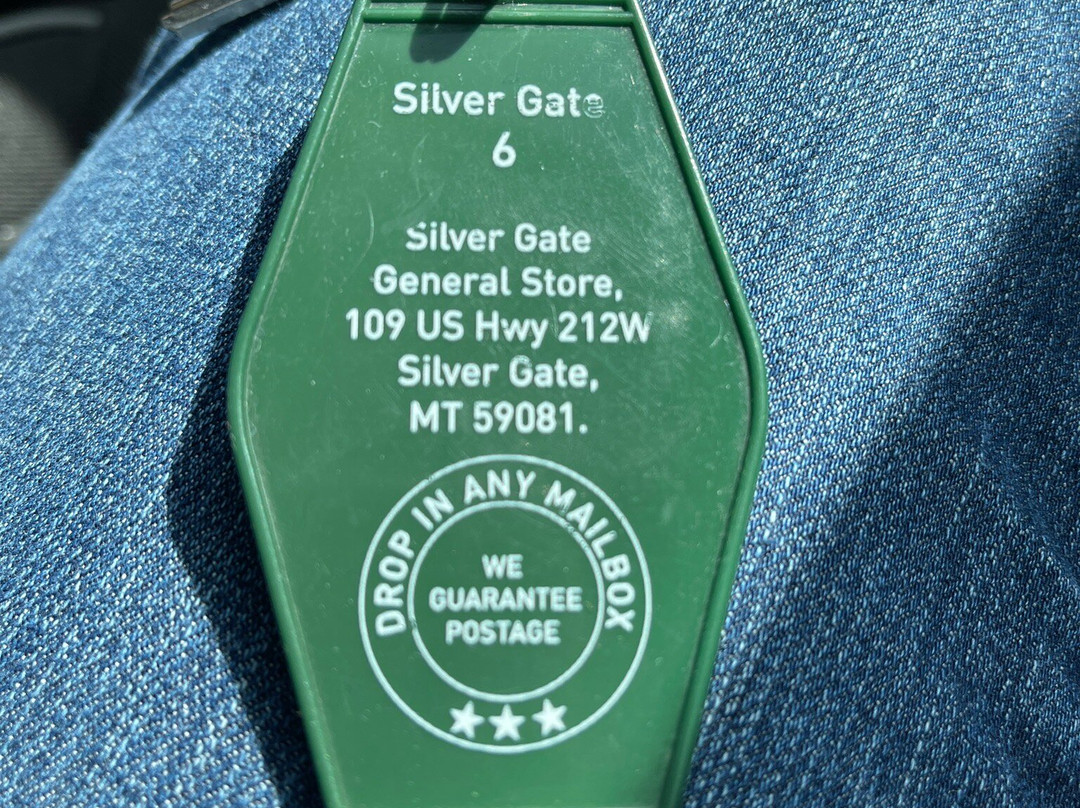 Silver Gate
6
Silver Gate
General Store,
109 US Hwy 212W
Silver Gate,
MT 59081.
DROP IN ANY MAILBOX
WE
GUARANTEE
POSTAGE